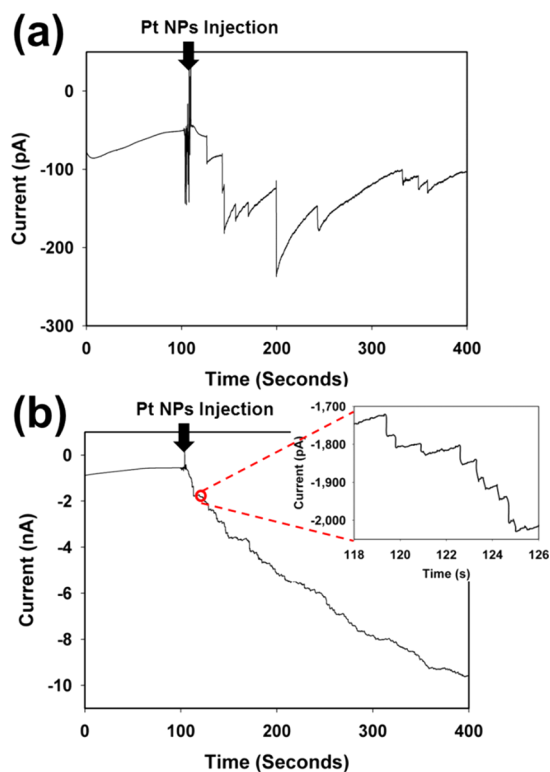 (a)
Pt NPs Injection
0
-100
-200
-300
Current (pA)
0 100 200 300 400
Time (Seconds)
(b)
Pt NPs Injection
0
-2
-4
-6
-8
-10
Current (nA)
0 100 200 300 400
Time (Seconds)
-1,700
-1,800
-1,900
-2,000
Current (pA)
118 120 122 124 126
Time (s)